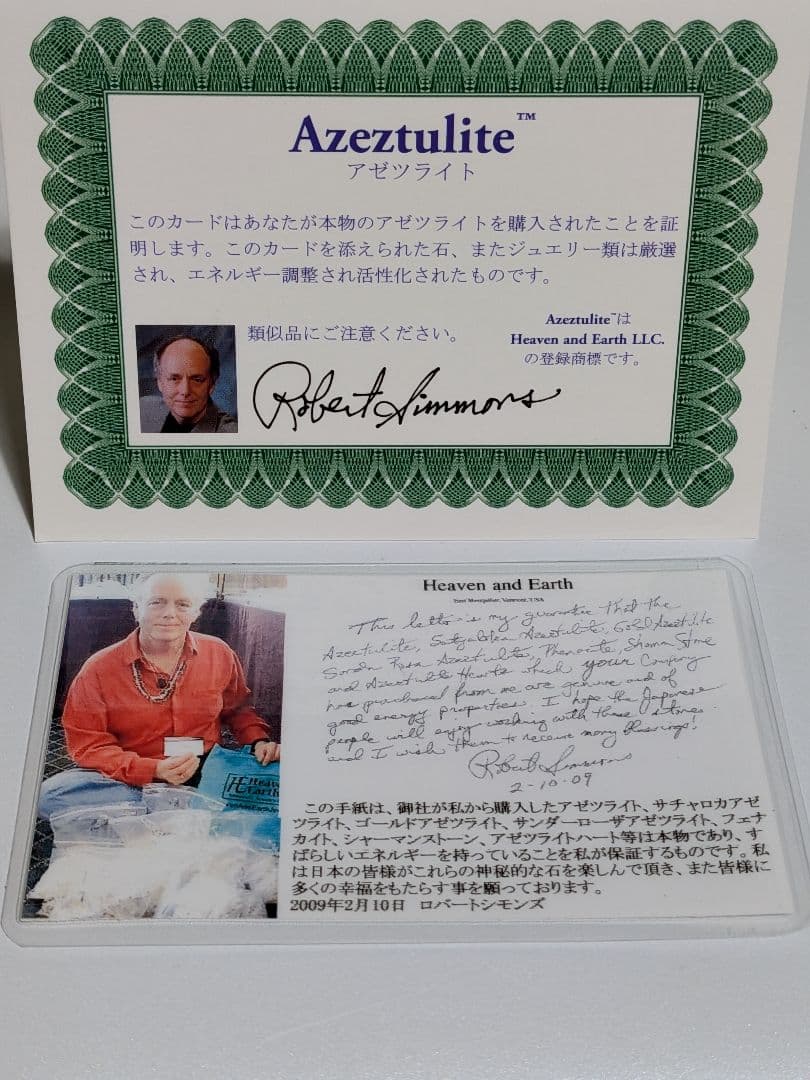 Azeztulite™
アゼツライト
このカードはあなたが本物のアゼツライトを購入されたことを証
明します。このカードを添えられた石、またジュエリー類は厳選
され、エネルギー調整され活性化されたものです。
類似品にご注意ください。
Azeztulite™は
Heaven and Earth LLC.
の登録商標です。
Robert Simmons
Heaven and Earth
East Montpelier, Vermont, USA
This letter is my guarantee that the
Azeztulite, Satyaloka Azeztulite, Gold Azeztulite
Rosa Azeztulite, Phenacite, Shaman Stone
and Azeztulite Hearts which your Company
has purchased from me are genuine and of
good energy properties. I hope the Japanese
people will enjoy working with these stones
and I wish them to receive many blessings!
Robert Simmons
2-10-09
Heaven
Earth
この手紙は、御社が私から購入したアゼツライト、サチャロカアゼ
ツライト、ゴールドアゼツライト、サンダーローザアゼツライト、フェナ
カイト、シャーマンストーン、アゼツライトハート等は本物であり、す
ばらしいエネルギーを持っていることを私が保証するものです。私
は日本の皆様がこれらの神秘的な石を楽しんで頂き、また皆様に
多くの幸福をもたらす事を願っております。
2009年2月10日 ロバートシモンズ